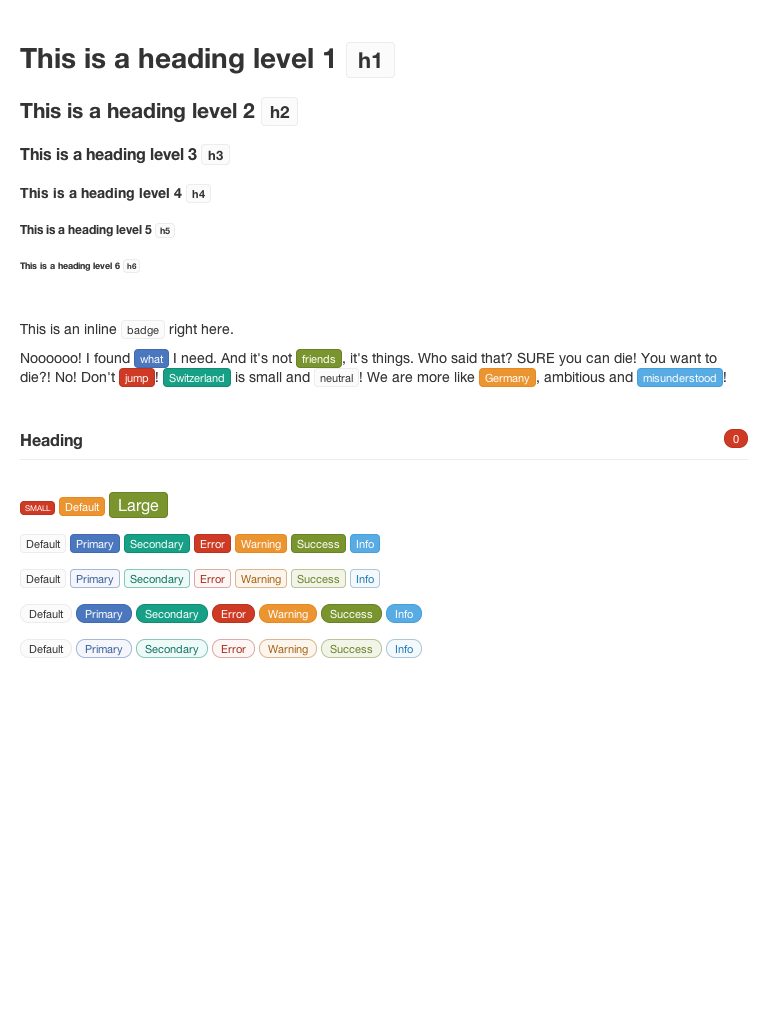 This is a heading level 1 h1
This is a heading level 2 h2
This is a heading level 3 h3
This is a heading level 4 h4
This is a heading level 5 h5
This is a heading level 6 h6
This is an inline badge right here.
Noooooo! I found what I need. And it's not friends, it's things. Who said that? SURE you can die! You want to
die?! No! Don't jump! Switzerland is small and neutral! We are more like Germany, ambitious and misunderstood!
Heading 0
SMALL Default Large
Default Primary Secondary Error Warning Success Info
Default Primary Secondary Error Warning Success Info
Default Primary Secondary Error Warning Success Info
Default Primary Secondary Error Warning Success Info